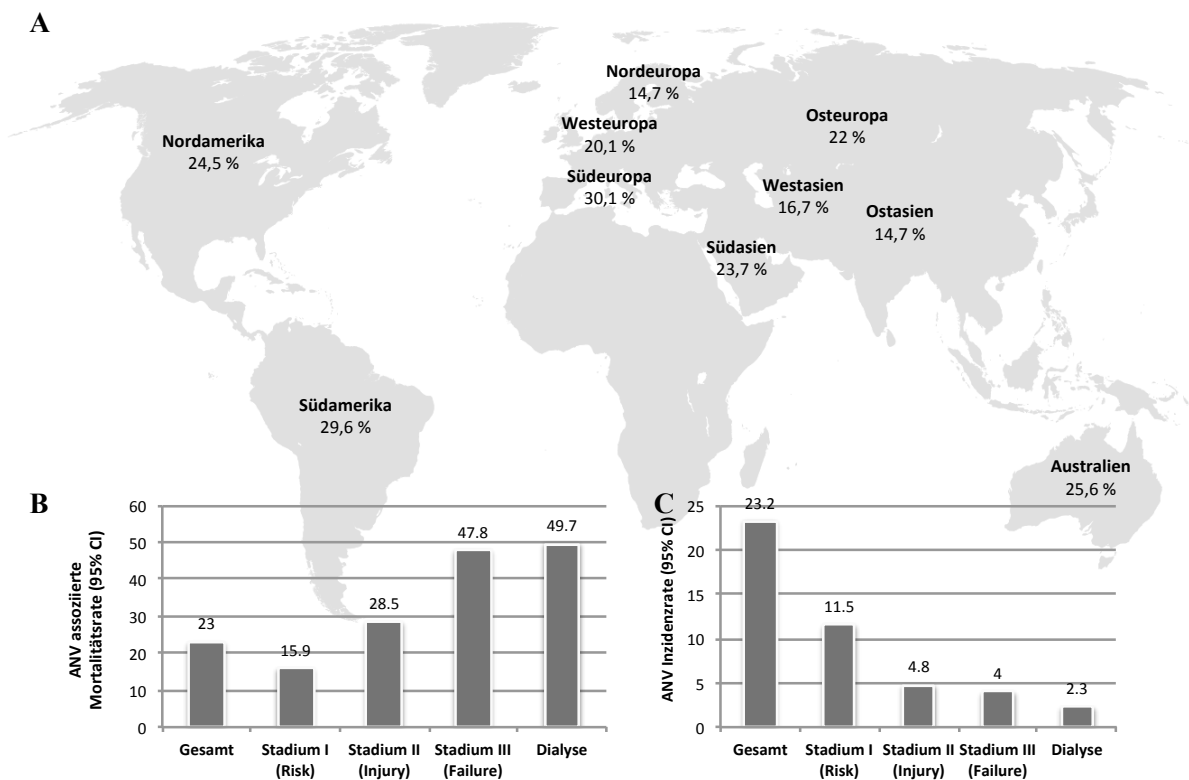 A
Nordeuropa
14,7 %
Nordamerika
24,5 %
Westeuropa
20,1 %
Osteuropa
22 %
Südeuropa
30,1 %
Westasien
16,7 %
Ostasien
14,7 %
Südasien
23,7 %
Südamerika
29,6 %
Australien
25,6 %
B
ANV assoziierte
Mortalitätsrate (95% CI)
60
50
40
30
20
10
0
23
15.9
28.5
47.8
49.7
Gesamt
Stadium I
(Risk)
Stadium II
(Injury)
Stadium III
(Failure)
Dialyse
C
ANV Inzidenzrate (95% CI)
25
20
15
10
5
0
23.2
11.5
4.8
4
2.3
Gesamt
Stadium I
(Risk)
Stadium II
(Injury)
Stadium III
(Failure)
Dialyse